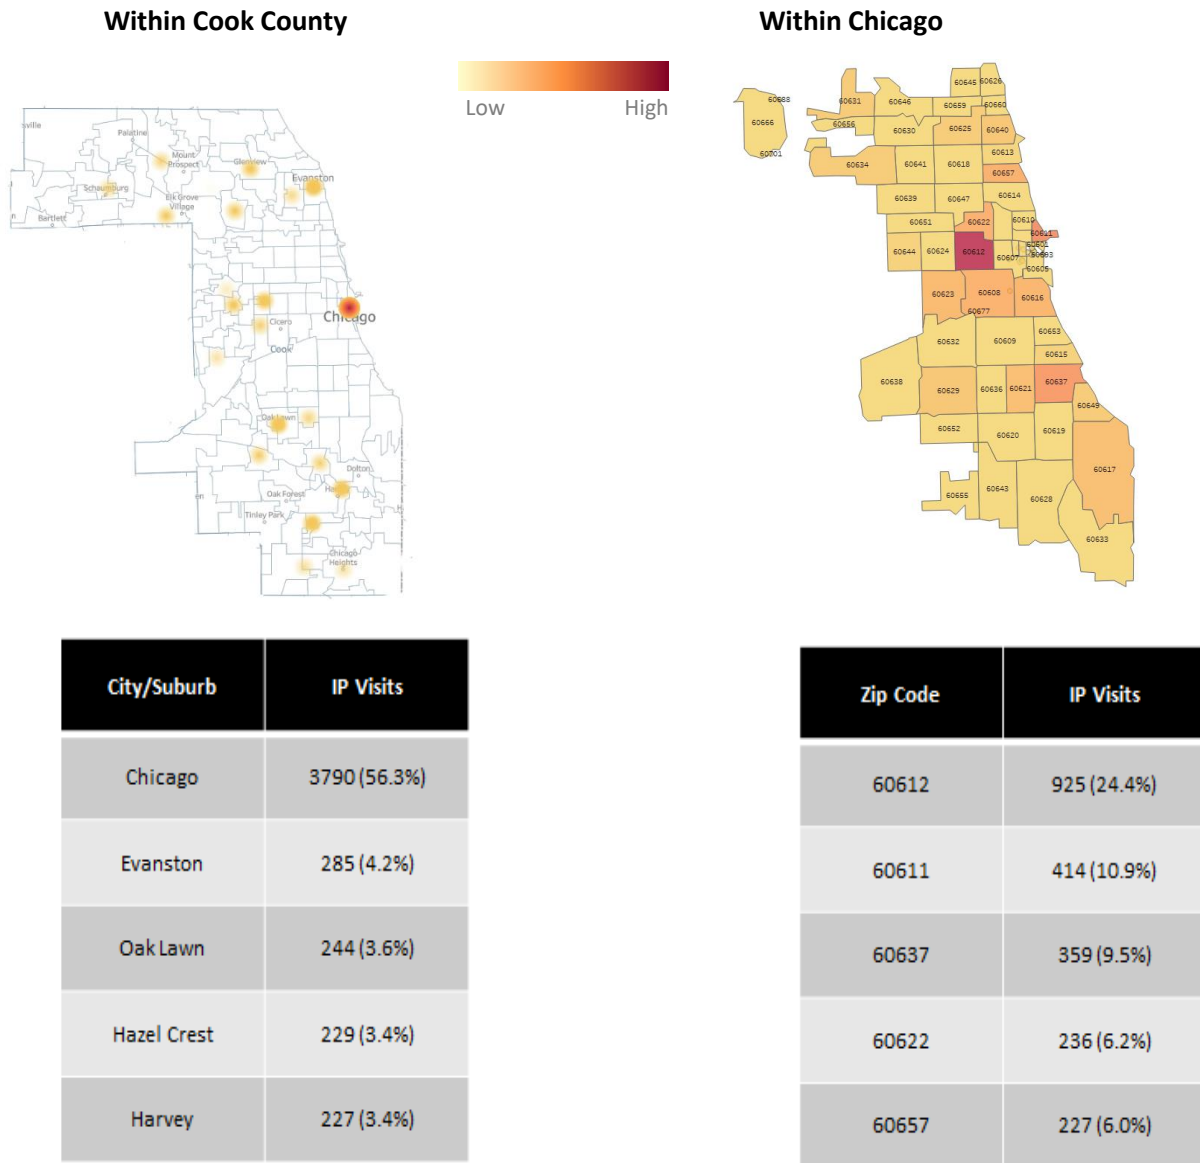 Within Cook County
Within Chicago
Low
High
sville
Palatine
Mount
Prospect
Glenview
Evanston
Schaumburg
Elk Grove
Village
Bartlett
Chicago
Cicero
Cook
Oak Lawn
Dolton
Oak Forest
Tinley Park
Chicago
Heights
60645
60626
60688
60631
60646
60659
60660
60666
60656
60630
60625
60640
60701
60613
60634
60641
60618
60657
60639
60647
60614
60651
60622
60610
60611
60644
60624
60612
60607
60601
60605
60623
60608
60616
60677
60653
60632
60609
60615
60638
60629
60636
60621
60637
60649
60652
60620
60619
60617
60655
60643
60628
60633
City/Suburb IP Visits
Chicago 3790 (56.3%)
Evanston 285 (4.2%)
Oak Lawn 244 (3.6%)
Hazel Crest 229 (3.4%)
Harvey 227 (3.4%)
Zip Code IP Visits
60612 925 (24.4%)
60611 414 (10.9%)
60637 359 (9.5%)
60622 236 (6.2%)
60657 227 (6.0%)